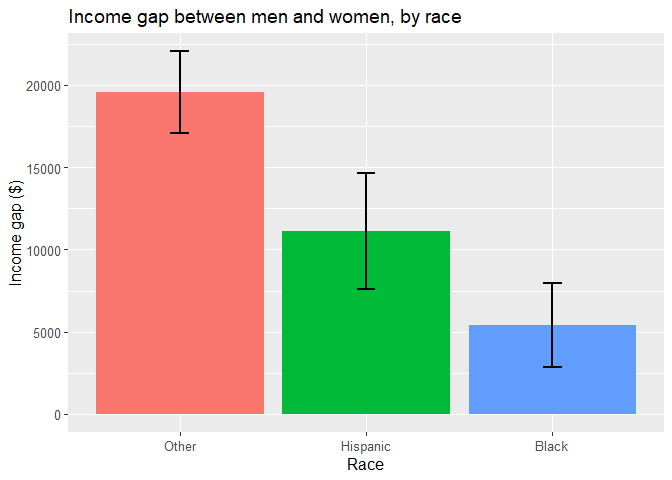 Income gap between men and women, by race
Income gap ($)
20000
15000
10000
5000
0
Other Hispanic Black
Race